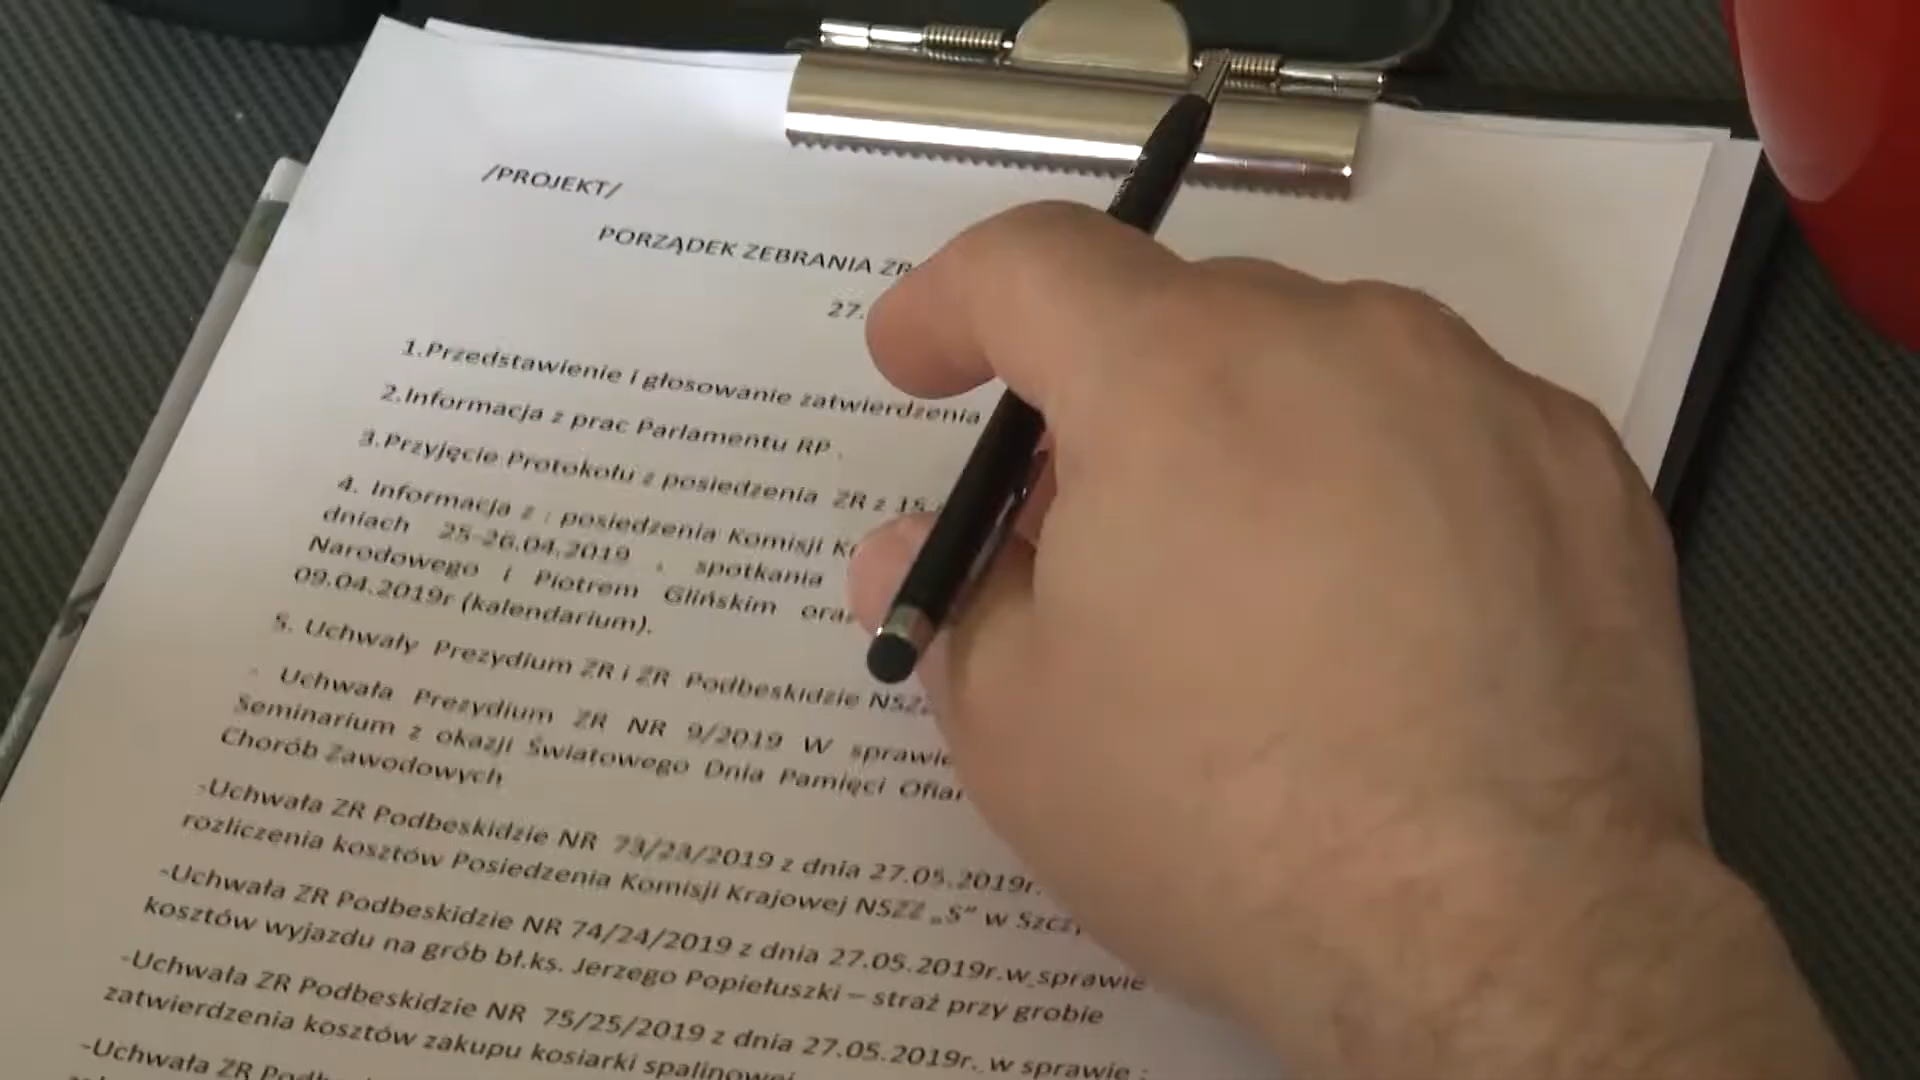 /PROJEKT/
PORZĄDEK ZEBRANIA ZR
27.
1.Przedstawienie i głosowanie zatwierdzenia
2.Informacja z prac Parlamentu RP .
3.Przyjęcie Protokołu z posiedzenia ZR z 15
4. Informacja z : posiedzenia Komisji
dniach 25-26.04.2019 , spotkania
Narodowego i Piotrem Glińskim
09.04.2019r (kalendarium).
5. Uchwały Prezydium ZR i ZR Podbeskidzie
- Uchwała Prezydium ZR NR 9/2019 W sprawie
Seminarium z okazji Światowego Dnia Pamięci
Chorób Zawodowych
-Uchwała ZR Podbeskidzie NR 73/23/2019 z dnia 27.05.2019r.
rozliczenia kosztów Posiedzenia Komisji Krajowej NSZZ „S” w
-Uchwała ZR Podbeskidzie NR 74/24/2019 z dnia 27.05.2019r.w sprawie
kosztów wyjazdu na grób bł.ks. Jerzego Popiełuszki – straż przy grobie
-Uchwała ZR Podbeskidzie NR 75/25/2019 z dnia 27.05.2019r. w sprawie :
zatwierdzenia kosztów zakupu kosiarki spalinowej
-Uchwała ZR